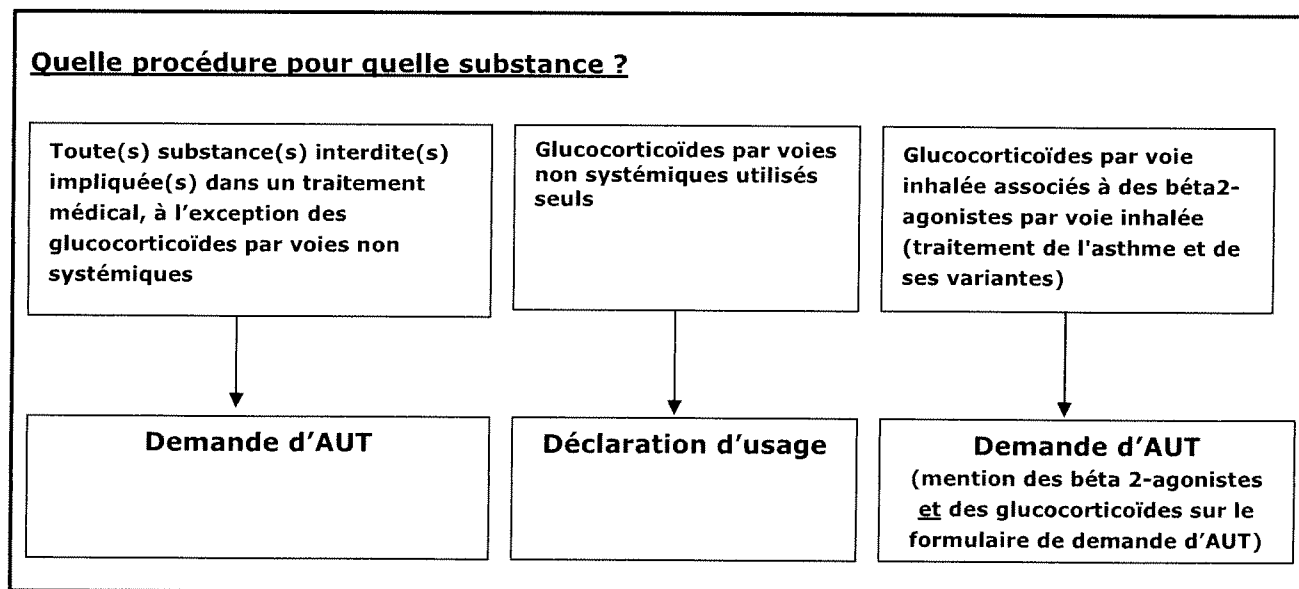 Quelle procédure pour quelle substance ?
Toute(s) substance(s) interdite(s)
impliquée(s) dans un traitement
médical, à l'exception des
glucocorticoïdes par voies non
systémiques
Glucocorticoïdes par voies
non systémiques utilisés
seuls
Glucocorticoïdes par voie
inhalée associés à des béta2-
agonistes par voie inhalée
(traitement de l'asthme et de
ses variantes)
Demande d'AUT
Déclaration d'usage
Demande d'AUT
(mention des béta 2-agonistes
et des glucocorticoïdes sur le
formulaire de demande d'AUT)